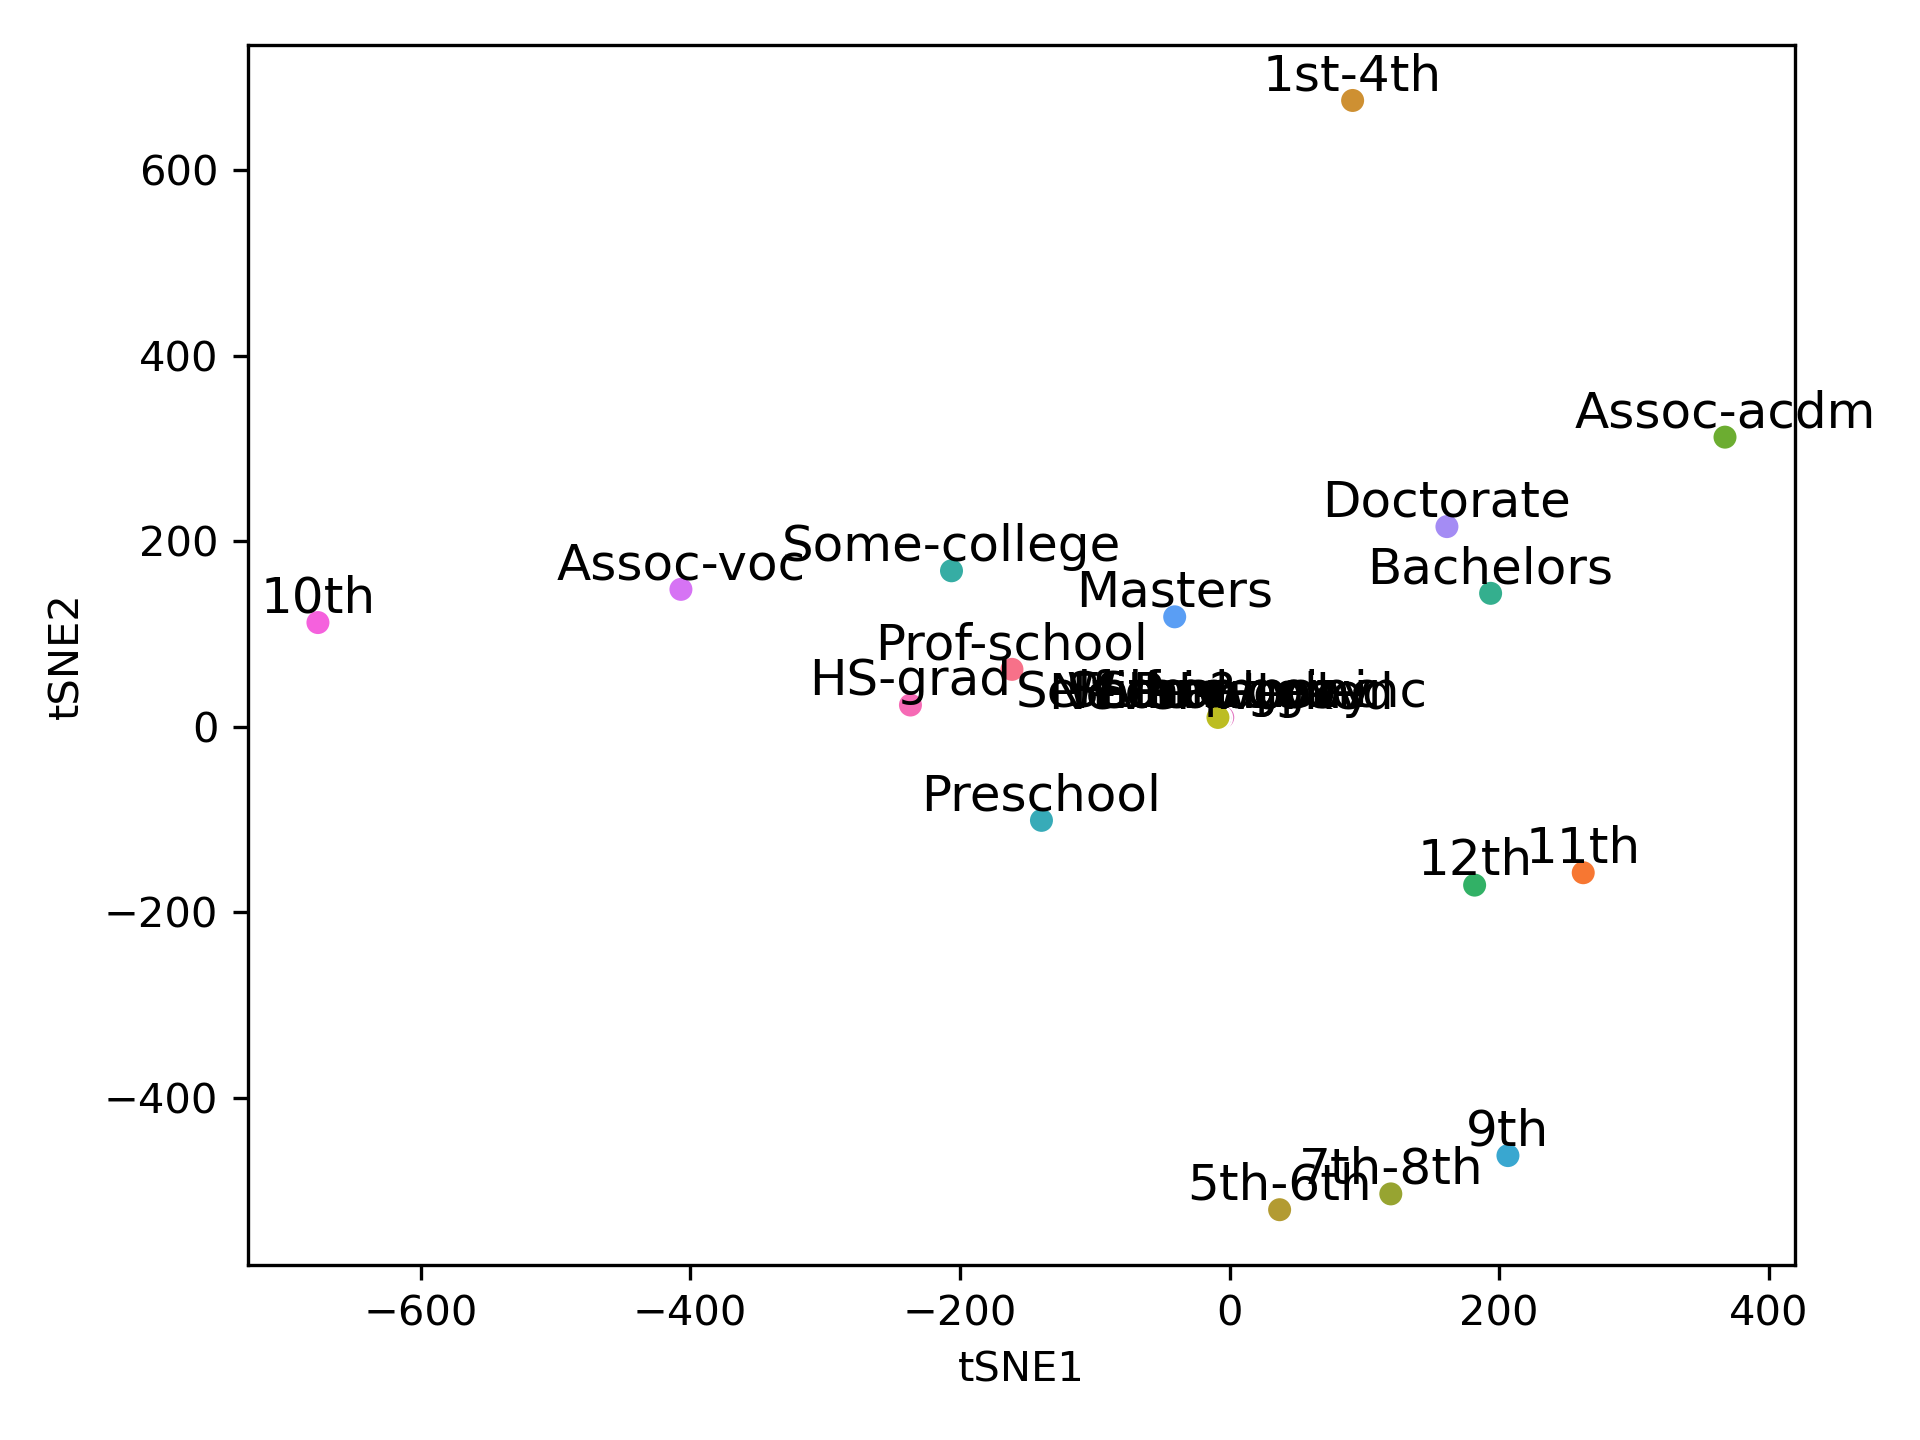 1st-4th
600
400
Assoc-acdm
Doctorate
200
Some-college
Assoc-voc
Bachelors
10th
Masters
Prof-school
HS-grad
tSNE2
0
Preschool
12th
11th
−200
−400
9th
7th-8th
5th-6th
−600
−400
−200
0
200
400
tSNE1